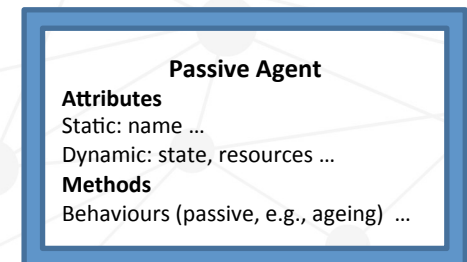 Passive Agent
Attributes
Static: name …
Dynamic: state, resources …
Methods
Behaviours (passive, e.g., ageing) …